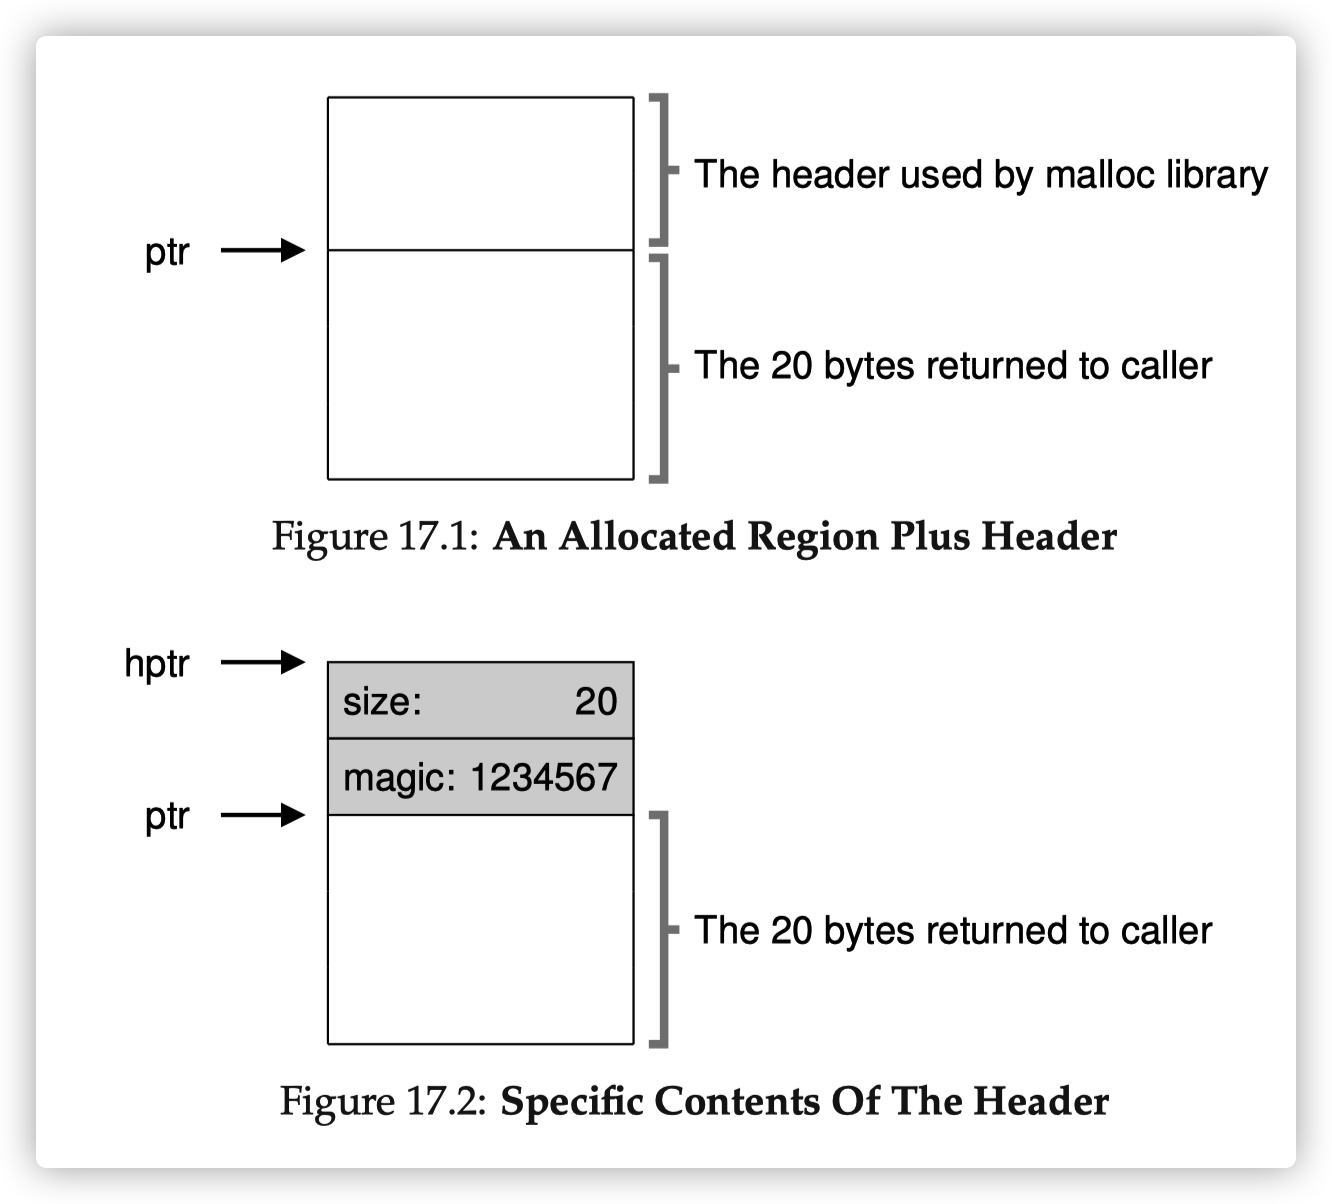 The header used by malloc library
ptr
The 20 bytes returned to caller
Figure 17.1: An Allocated Region Plus Header
hptr
size: 20
magic: 1234567
ptr
The 20 bytes returned to caller
Figure 17.2: Specific Contents Of The Header